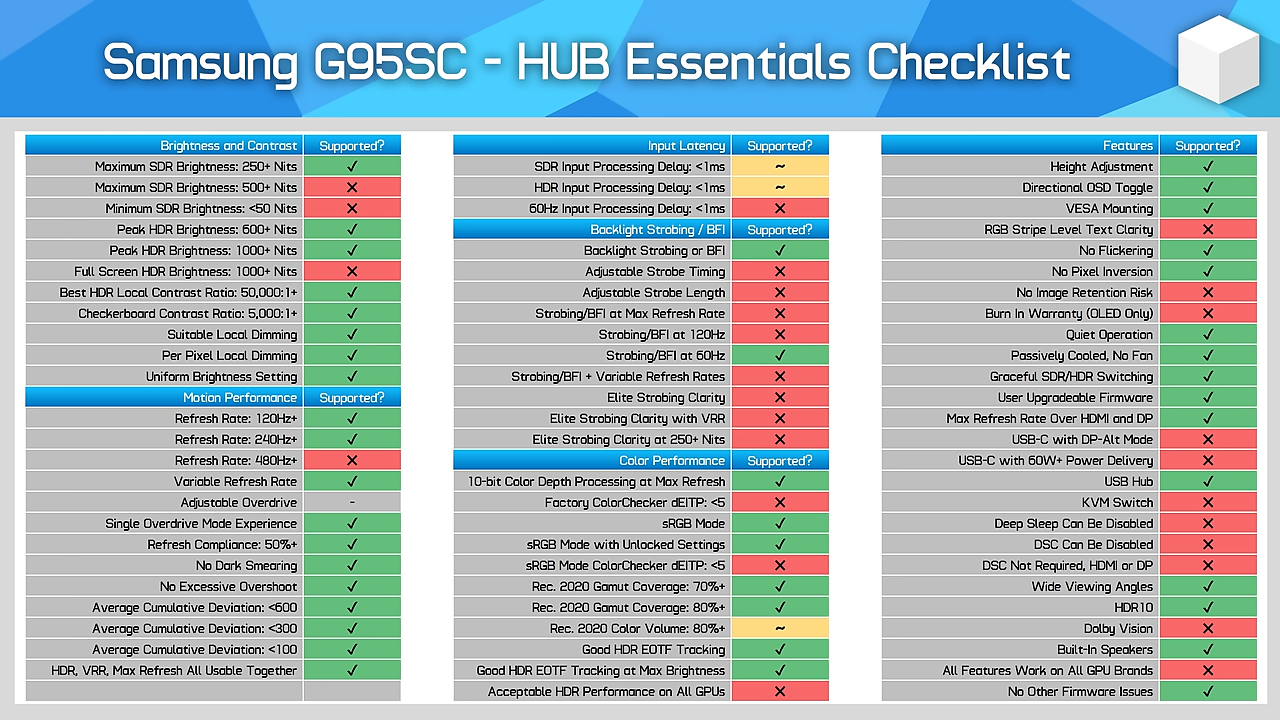 Samsung G95SC - HUB Essentials Checklist
Brightness and Contrast Supported?
Maximum SDR Brightness: 250+ Nits ✓
Maximum SDR Brightness: 500+ Nits ✕
Minimum SDR Brightness: <50 Nits ✕
Peak HDR Brightness: 600+ Nits ✓
Peak HDR Brightness: 1000+ Nits ✓
Full Screen HDR Brightness: 1000+ Nits ✕
Best HDR Local Contrast Ratio: 50,000:1+ ✓
Checkerboard Contrast Ratio: 5,000:1+ ✓
Suitable Local Dimming ✓
Per Pixel Local Dimming ✓
Uniform Brightness Setting ✓
Motion Performance Supported?
Refresh Rate: 120Hz+ ✓
Refresh Rate: 240Hz+ ✓
Refresh Rate: 480Hz+ ✕
Variable Refresh Rate ✓
Adjustable Overdrive -
Single Overdrive Mode Experience ✓
Refresh Compliance: 50%+ ✓
No Dark Smearing ✓
No Excessive Overshoot ✓
Average Cumulative Deviation: <600 ✓
Average Cumulative Deviation: <300 ✓
Average Cumulative Deviation: <100 ✓
HDR, VRR, Max Refresh All Usable Together ✓
Input Latency Supported?
SDR Input Processing Delay: <1ms ~
HDR Input Processing Delay: <1ms ~
60Hz Input Processing Delay: <1ms ✕
Backlight Strobing / BFI Supported?
Backlight Strobing or BFI ✓
Adjustable Strobe Timing ✕
Adjustable Strobe Length ✕
Strobing/BFI at Max Refresh Rate ✕
Strobing/BFI at 120Hz ✕
Strobing/BFI at 60Hz ✓
Strobing/BFI + Variable Refresh Rates ✕
Elite Strobing Clarity ✕
Elite Strobing Clarity with VRR ✕
Elite Strobing Clarity at 250+ Nits ✕
Color Performance Supported?
10-bit Color Depth Processing at Max Refresh ✓
Factory ColorChecker dEITP: <5 ✕
sRGB Mode ✓
sRGB Mode with Unlocked Settings ✓
sRGB Mode ColorChecker dEITP: <5 ✕
Rec. 2020 Gamut Coverage: 70%+ ✓
Rec. 2020 Gamut Coverage: 80%+ ✓
Rec. 2020 Color Volume: 80%+ ~
Good HDR EOTF Tracking ✓
Good HDR EOTF Tracking at Max Brightness ✓
Acceptable HDR Performance on All GPUs ✕
Features Supported?
Height Adjustment ✓
Directional OSD Toggle ✓
VESA Mounting ✓
RGB Stripe Level Text Clarity ✕
No Flickering ✓
No Pixel Inversion ✓
No Image Retention Risk ✕
Burn In Warranty (OLED Only) ✕
Quiet Operation ✓
Passively Cooled, No Fan ✓
Graceful SDR/HDR Switching ✓
User Upgradeable Firmware ✓
Max Refresh Rate Over HDMI and DP ✓
USB-C with DP-Alt Mode ✕
USB-C with 60W+ Power Delivery ✕
USB Hub ✓
KVM Switch ✕
Deep Sleep Can Be Disabled ✕
DSC Can Be Disabled ✕
DSC Not Required, HDMI or DP ✕
Wide Viewing Angles ✓
HDR10 ✓
Dolby Vision ✕
Built-In Speakers ✓
All Features Work on All GPU Brands ✕
No Other Firmware Issues ✓